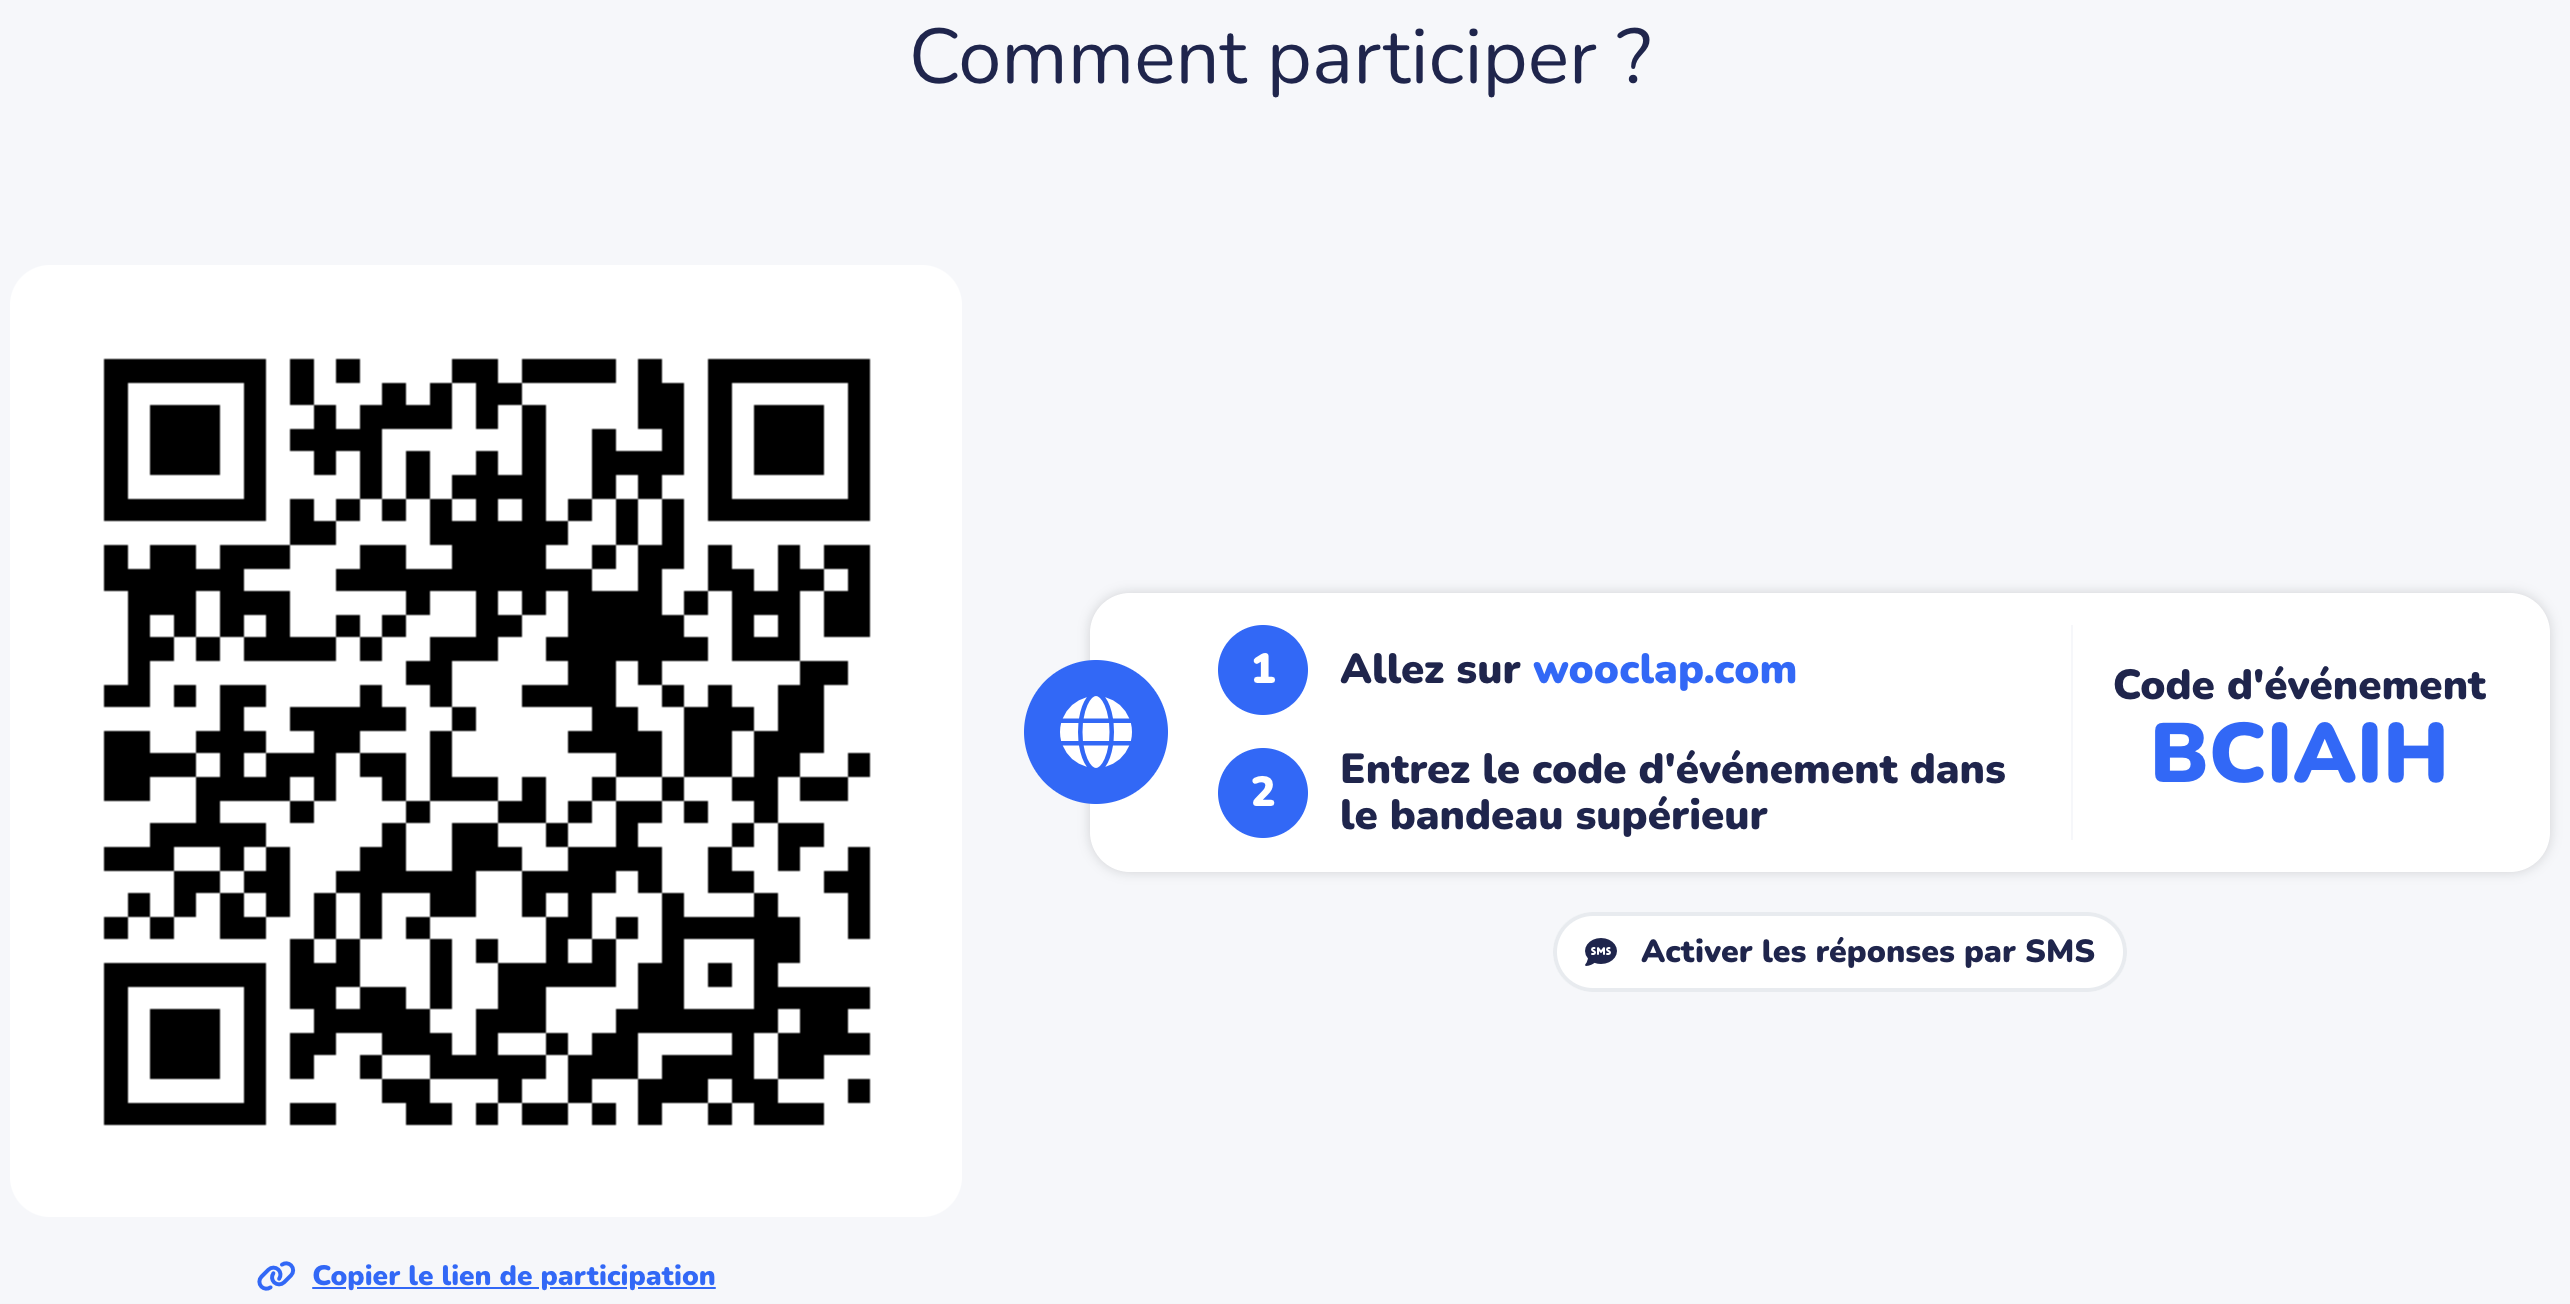 Comment participer ?
1 Allez sur wooclap.com
2 Entrez le code d'événement dans
le bandeau supérieur
Code d'événement
BCIAIH
SMS Activer les réponses par SMS
Copier le lien de participation